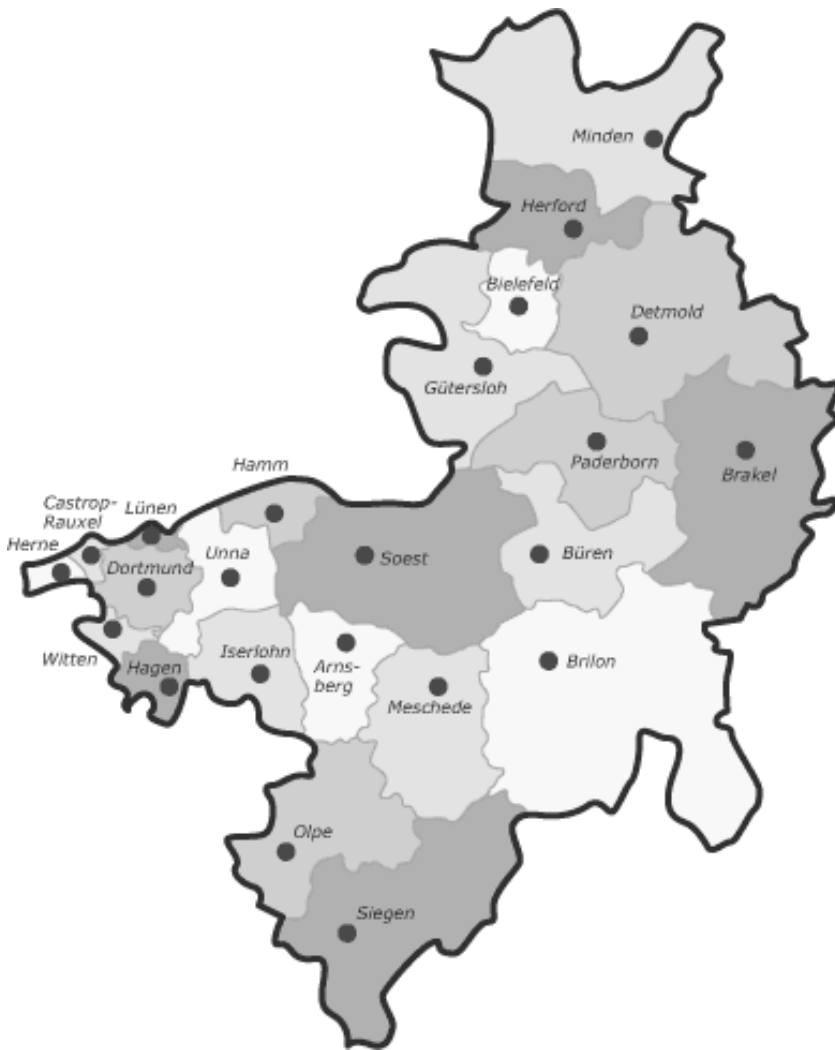 Minden
Herford
Bielefeld
Detmold
Gütersloh
Paderborn
Brakel
Hamm
Castrop-
Rauxel
Lünen
Herne
Unna
Dortmund
Soest
Büren
Witten
Hagen
Iserlohn
Arns-
berg
Brilon
Meschede
Olpe
Siegen